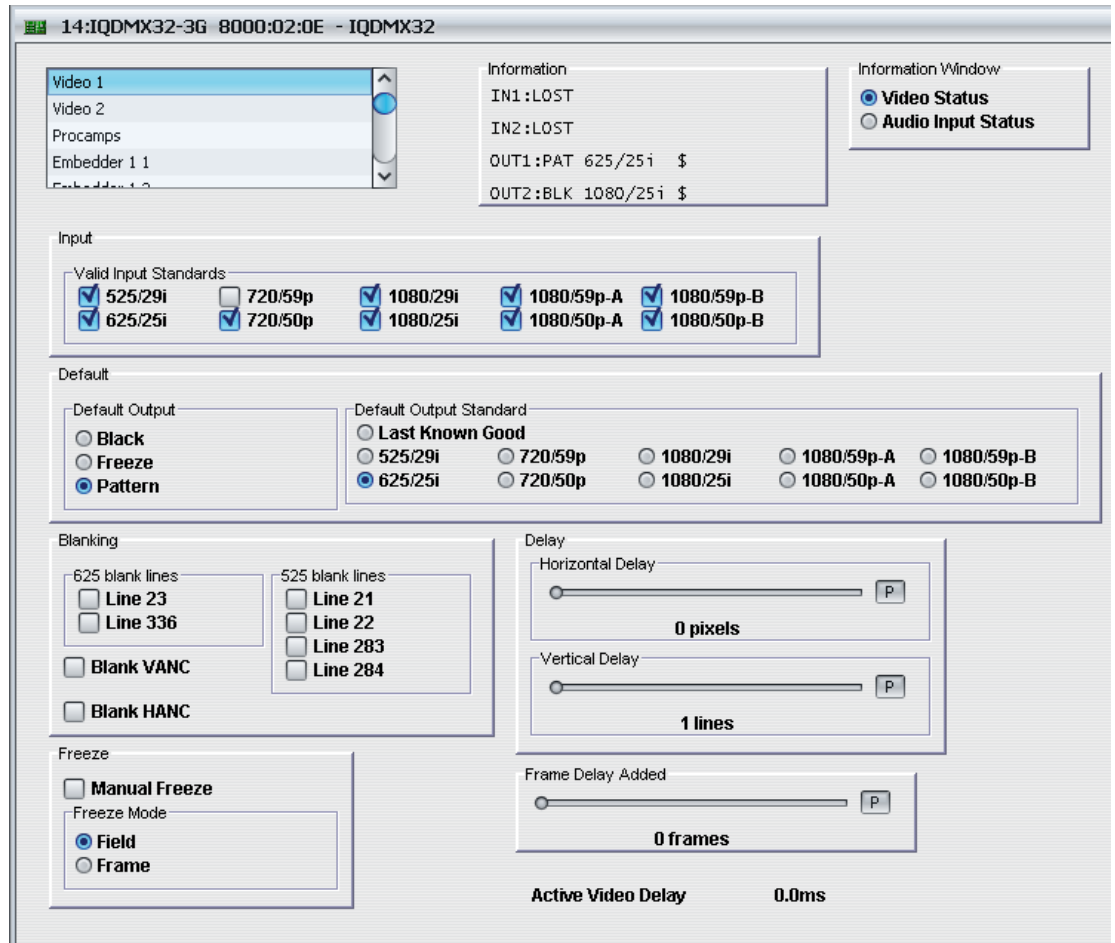 14:IQDMX32-3G 8000:02:0E - IQDMX32
Video 1
Video 2
Procamps
Embedder 1 1
Information
IN1:LOST
IN2:LOST
OUT1:PAT 625/25i $
OUT2:BLK 1080/25i $
Information Window
Video Status
Audio Input Status
Input
Valid Input Standards
525/29i 720/59p 1080/29i 1080/59p-A 1080/59p-B
625/25i 720/50p 1080/25i 1080/50p-A 1080/50p-B
Default
Default Output
Black
Freeze
Pattern
Default Output Standard
Last Known Good
525/29i 720/59p 1080/29i 1080/59p-A 1080/59p-B
625/25i 720/50p 1080/25i 1080/50p-A 1080/50p-B
Blanking
625 blank lines
Line 23
Line 336
525 blank lines
Line 21
Line 22
Line 283
Line 284
Blank VANC
Blank HANC
Delay
Horizontal Delay
P
0 pixels
Vertical Delay
P
1 lines
Freeze
Manual Freeze
Freeze Mode
Field
Frame
Frame Delay Added
P
0 frames
Active Video Delay 0.0ms